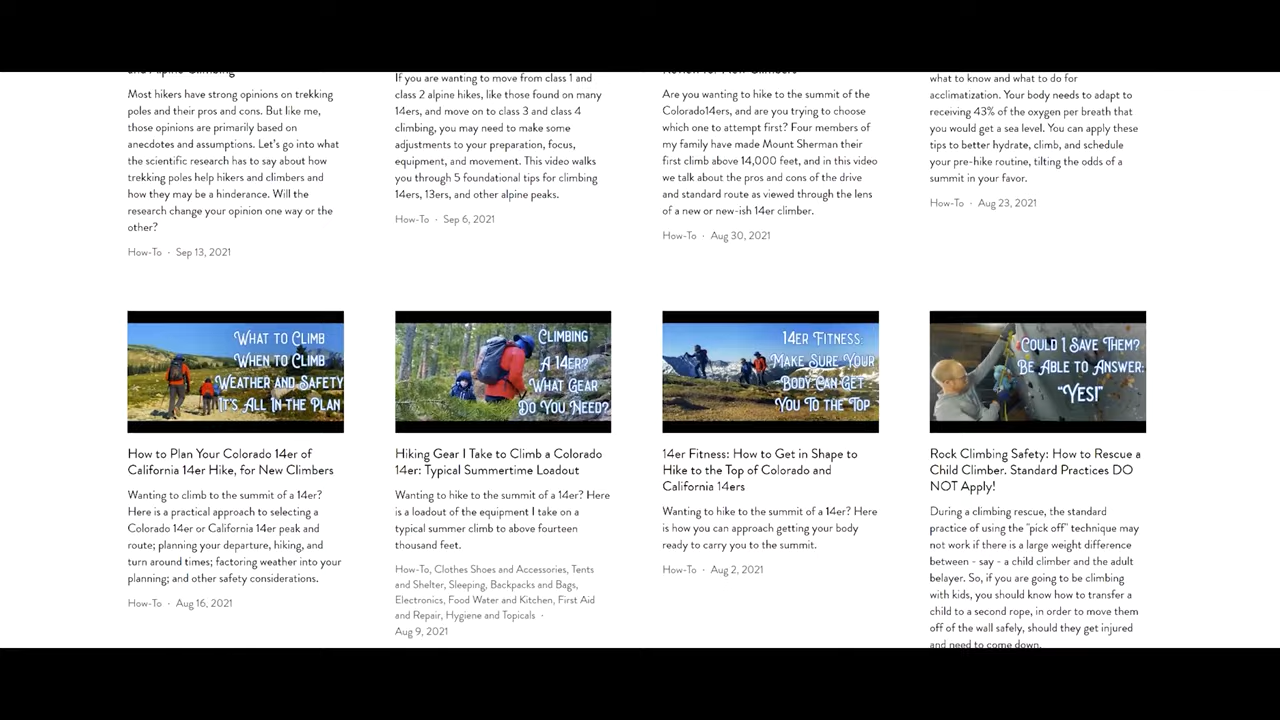 and Alpine Climbing
Most hikers have strong opinions on trekking
poles and their pros and cons. But like me,
those opinions are primarily based on
anecdotes and assumptions. Let's go into what
the scientific research has to say about how
trekking poles help hikers and climbers and
how they may be a hinderance. Will the
research change your opinion one way or the
other?
How-To · Sep 13, 2021
If you are wanting to move from class 1 and
class 2 alpine hikes, like those found on many
14ers, and move on to class 3 and class 4
climbing, you may need to make some
adjustments to your preparation, focus,
equipment, and movement. This video walks
you through 5 foundational tips for climbing
14ers, 13ers, and other alpine peaks.
How-To · Sep 6, 2021
Review for New Climbers
Are you wanting to hike to the summit of the
Colorado14ers, and are you trying to choose
which one to attempt first? Four members of
my family have made Mount Sherman their
first climb above 14,000 feet, and in this video
we talk about the pros and cons of the drive
and standard route as viewed through the lens
of a new or new-ish 14er climber.
How-To · Aug 30, 2021
what to know and what to do for
acclimatization. Your body needs to adapt to
receiving 43% of the oxygen per breath that
you would get a sea level. You can apply these
tips to better hydrate, climb, and schedule
your pre-hike routine, tilting the odds of a
summit in your favor.
How-To · Aug 23, 2021
What to Climb
When to Climb
Weather and Safety
It's All In the Plan
How to Plan Your Colorado 14er of
California 14er Hike, for New Climbers
Wanting to climb to the summit of a 14er?
Here is a practical approach to selecting a
Colorado 14er or California 14er peak and
route; planning your departure, hiking, and
turn around times; factoring weather into your
planning; and other safety considerations.
How-To · Aug 16, 2021
Climbing
A 14er?
What Gear
Do You Need?
Hiking Gear I Take to Climb a Colorado
14er: Typical Summertime Loadout
Wanting to hike to the summit of a 14er? Here
is a loadout of the equipment I take on a
typical summer climb to above fourteen
thousand feet.
How-To, Clothes Shoes and Accessories, Tents
and Shelter, Sleeping, Backpacks and Bags,
Electronics, Food Water and Kitchen, First Aid
and Repair, Hygiene and Topicals ·
Aug 9, 2021
14er Fitness:
Make Sure Your
Body Can Get
You To the Top
14er Fitness: How to Get in Shape to
Hike to the Top of Colorado and
California 14ers
Wanting to hike to the summit of a 14er? Here
is how you can approach getting your body
ready to carry you to the summit.
How-To · Aug 2, 2021
Could I Save Them?
Be Able to Answer:
"Yes!"
Rock Climbing Safety: How to Rescue a
Child Climber. Standard Practices DO
NOT Apply!
During a climbing rescue, the standard
practice of using the "pick off" technique may
not work if there is a large weight difference
between - say - a child climber and the adult
belayer. So, if you are going to be climbing
with kids, you should know how to transfer a
child to a second rope, in order to move them
off of the wall safely, should they get injured
and need to come down.